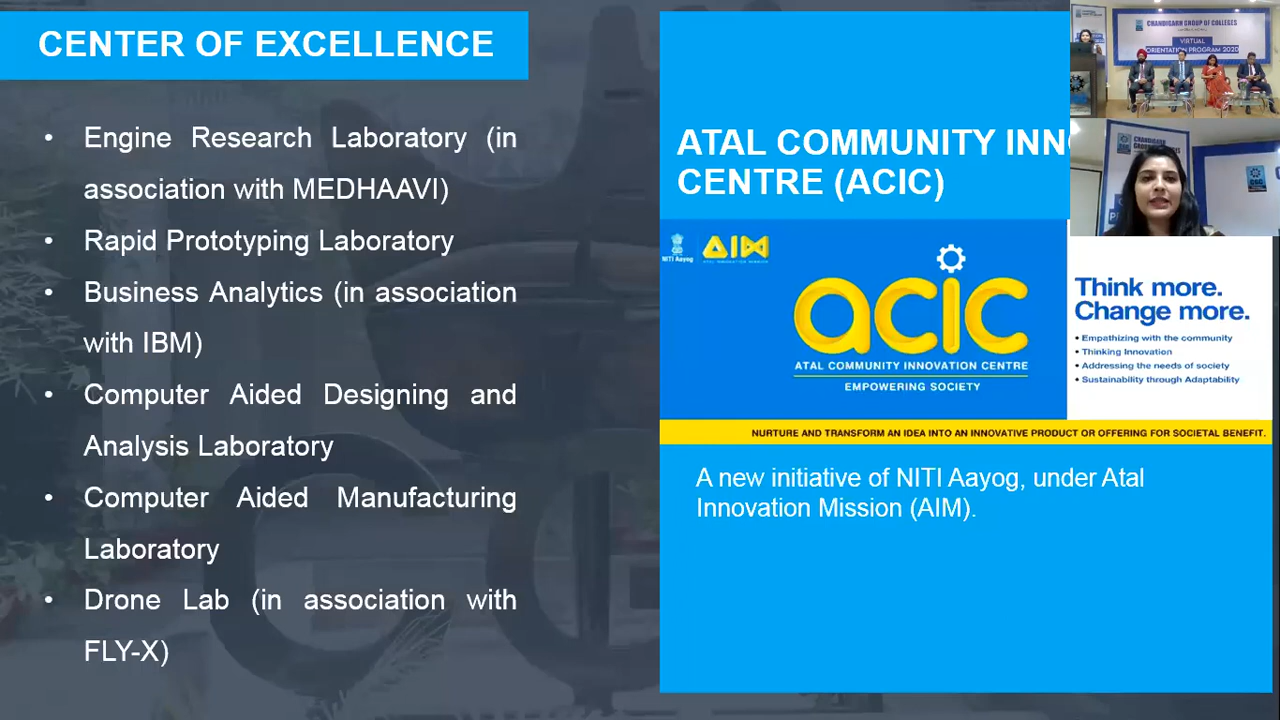 CENTER OF EXCELLENCE
• Engine Research Laboratory (in
association with MEDHAAVI)
• Rapid Prototyping Laboratory
• Business Analytics (in association
with IBM)
• Computer Aided Designing and
Analysis Laboratory
• Computer Aided Manufacturing
Laboratory
• Drone Lab (in association with
FLY-X)
ATAL COMMUNITY INN
CENTRE (ACIC)
NITI Aayog
AIM
ATAL INNOVATION MISSION
acic
ATAL COMMUNITY INNOVATION CENTRE
EMPOWERING SOCIETY
Think more.
Change more.
• Empathizing with the community
• Thinking Innovation
• Addressing the needs of society
• Sustainability through Adaptability
NURTURE AND TRANSFORM AN IDEA INTO AN INNOVATIVE PRODUCT OR OFFERING FOR SOCIETAL BENEFIT.
A new initiative of NITI Aayog, under Atal
Innovation Mission (AIM).
CHANDIGARH GROUP OF COLLEGES
VIRTUAL
ORIENTATION PROGRAM 2020
CHANDIGARH
CGC